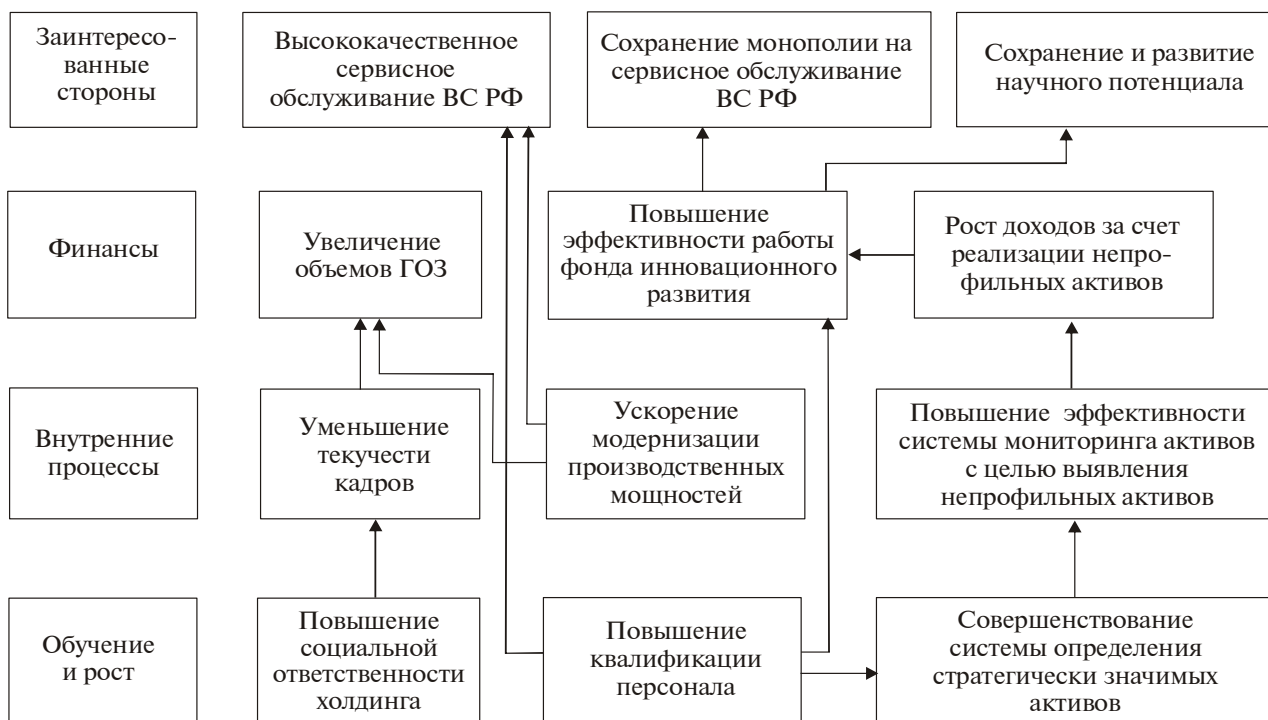 Заинтересо-
ванные
стороны
Высококачественное
сервисное
обслуживание ВС РФ
Сохранение монополии на
сервисное обслуживание
ВС РФ
Сохранение и развитие
научного потенциала
Финансы
Увеличение
объемов ГОЗ
Повышение
эффективности работы
фонда инновационного
развития
Рост доходов за счет
реализации непро-
фильных активов
Внутренние
процессы
Уменьшение
текучести
кадров
Ускорение
модернизации
производственных
мощностей
Повышение эффективности
системы мониторинга активов
с целью выявления
непрофильных активов
Обучение
и рост
Повышение
социальной
ответственности
холдинга
Повышение
квалификации
персонала
Совершенствование
системы определения
стратегически значимых
активов